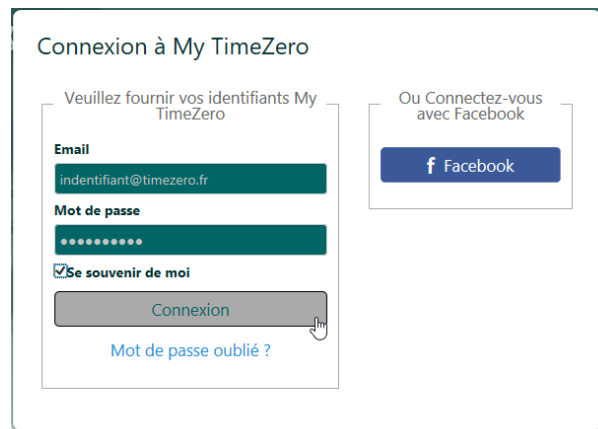 Connexion à My TimeZero
Veuillez fournir vos identifiants My
TimeZero
Email
indentifiant@timezero.fr
Mot de passe
●●●●●●●●●●
Se souvenir de moi
Connexion
Mot de passe oublié ?
Ou Connectez-vous
avec Facebook
f Facebook